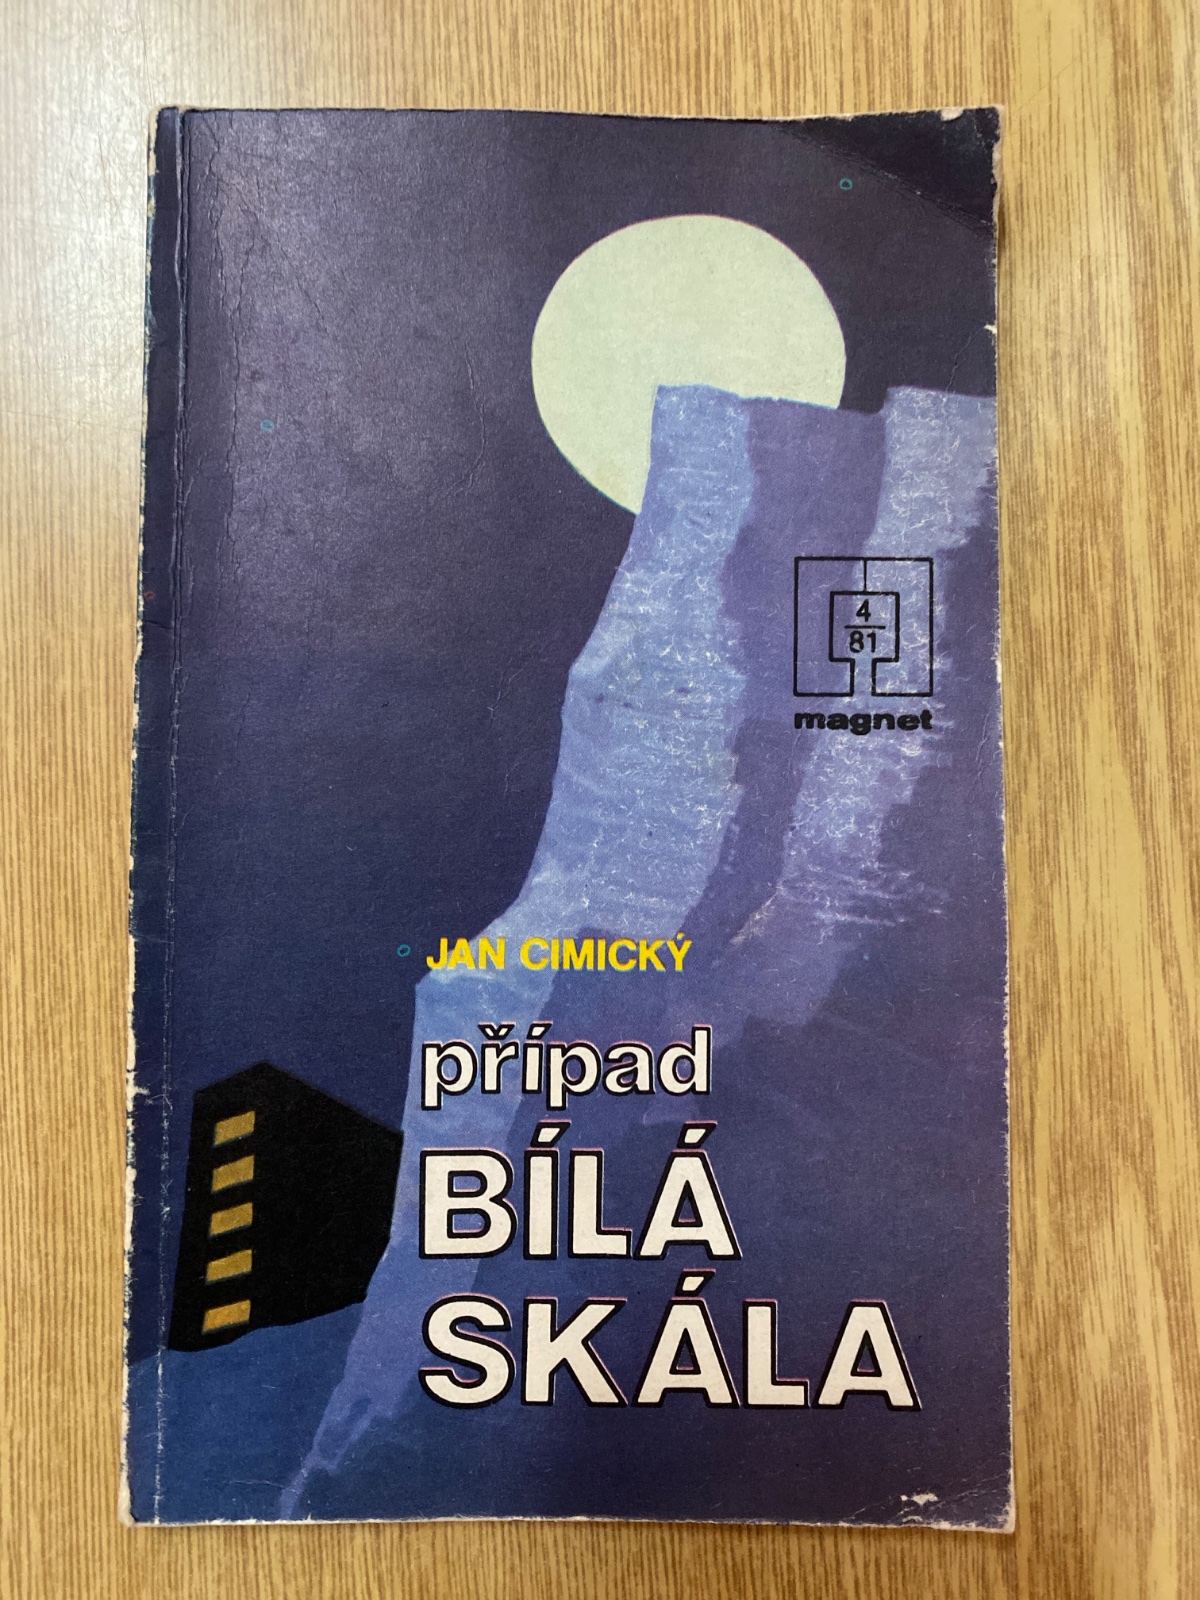 4
81
magnet
JAN CIMICKÝ
případ
BÍLÁ
SKÁLA